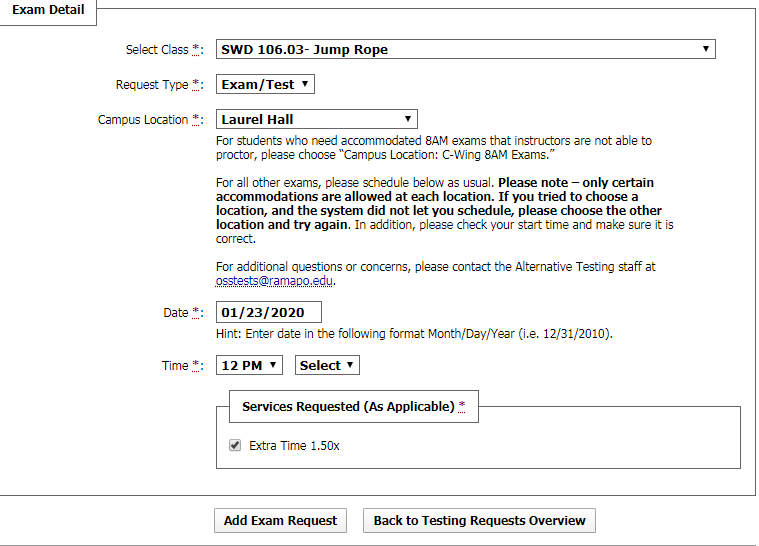 Exam Detail
Select Class *: SWD 106.03- Jump Rope
Request Type *: Exam/Test
Campus Location *: Laurel Hall
For students who need accommodated 8AM exams that instructors are not able to
proctor, please choose “Campus Location: C-Wing 8AM Exams.”
For all other exams, please schedule below as usual. Please note – only certain
accommodations are allowed at each location. If you tried to choose a
location, and the system did not let you schedule, please choose the other
location and try again. In addition, please check your start time and make sure it is
correct.
For additional questions or concerns, please contact the Alternative Testing staff at
osstests@ramapo.edu.
Date *: 01/23/2020
Hint: Enter date in the following format Month/Day/Year (i.e. 12/31/2010).
Time *: 12 PM Select
Services Requested (As Applicable) *
Extra Time 1.50x
Add Exam Request Back to Testing Requests Overview